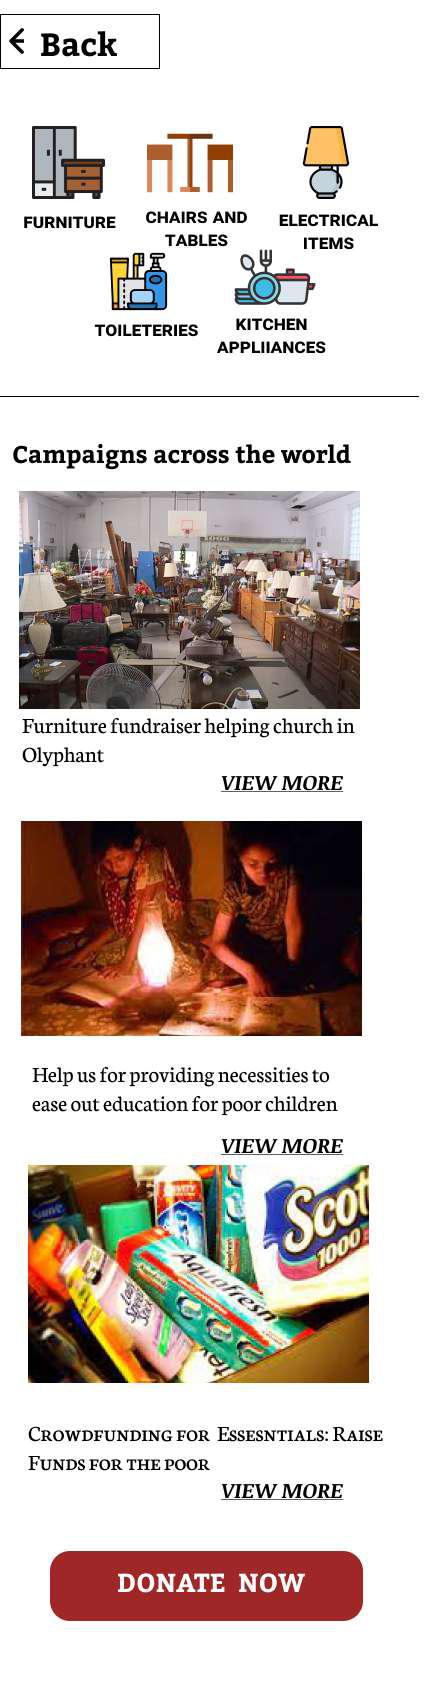 Back
FURNITURE
CHAIRS AND
TABLES
ELECTRICAL
ITEMS
TOILETERIES
KITCHEN
APPLIIANCES
Campaigns across the world
Furniture fundraiser helping church in
Olyphant
VIEW MORE
Help us for providing necessities to
ease out education for poor children
VIEW MORE
Suave
CAVITY
Scott
1000
Aquafresh
Crowdfunding for Essesntials: Raise
Funds for the poor
VIEW MORE
DONATE NOW